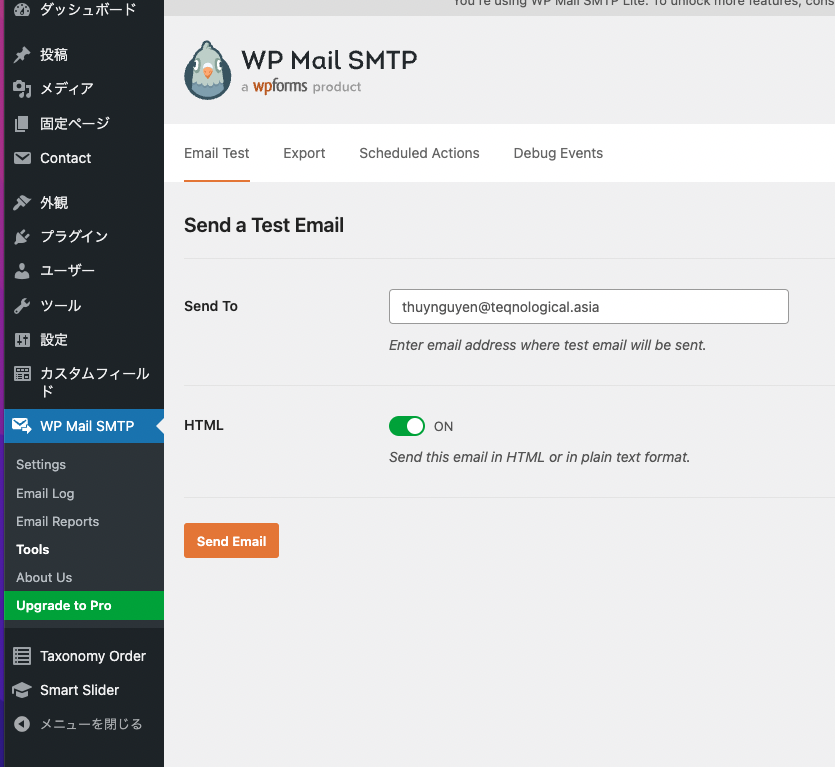 ダッシュボード
投稿
メディア
固定ページ
Contact
外観
プラグイン
ユーザー
ツール
設定
カスタムフィール
ド
WP Mail SMTP
Settings
Email Log
Email Reports
Tools
About Us
Upgrade to Pro
Taxonomy Order
Smart Slider
メニューを閉じる
You're using WP Mail SMTP Lite. To unlock more features, cons
WP Mail SMTP
a wpforms product
Email Test
Export
Scheduled Actions
Debug Events
Send a Test Email
Send To
thuynguyen@teqnological.asia
Enter email address where test email will be sent.
HTML
ON
Send this email in HTML or in plain text format.
Send Email